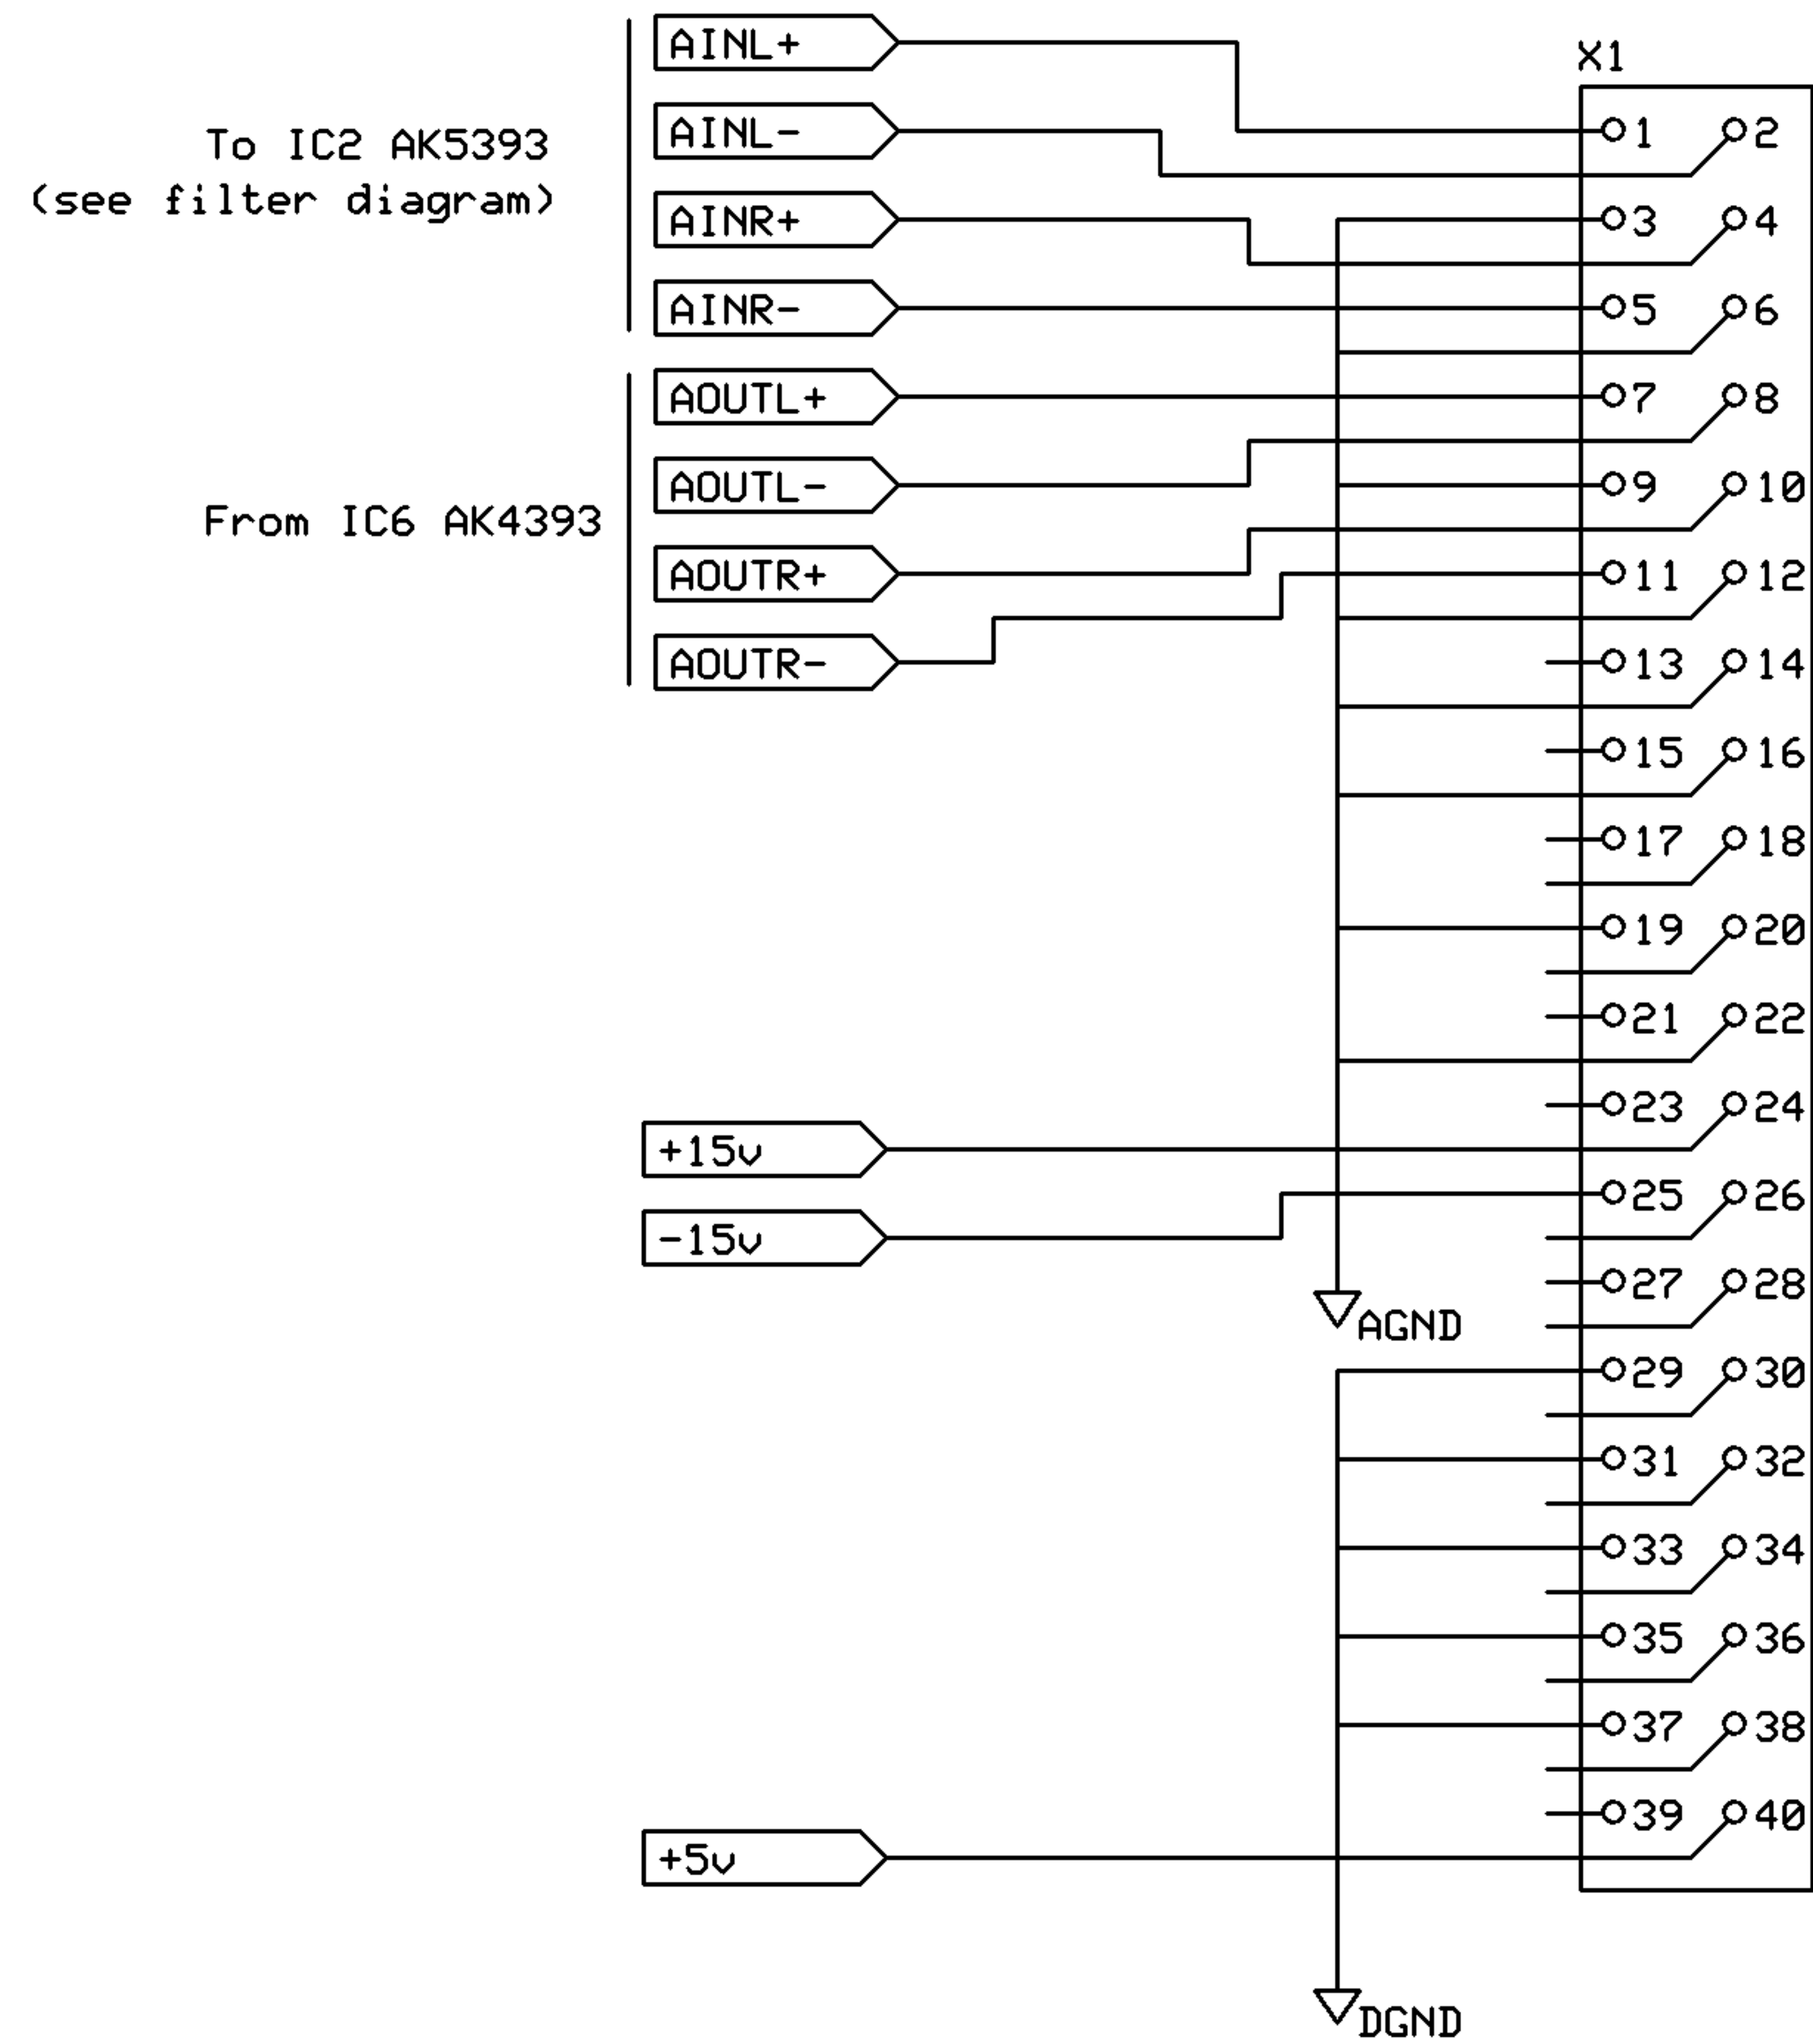 AINL+
X1
To IC2 AK5393
AINL-
1 2
(see filter diagram)
AINR+
3 4
AINR-
5 6
AOUTL+
7 8
AOUTL-
9 10
From IC6 AK4393
AOUTR+
11 12
AOUTR-
13 14
15 16
17 18
19 20
21 22
23 24
+15v
25 26
-15v
27 28
AGND
29 30
31 32
33 34
35 36
37 38
39 40
+5v
DGND